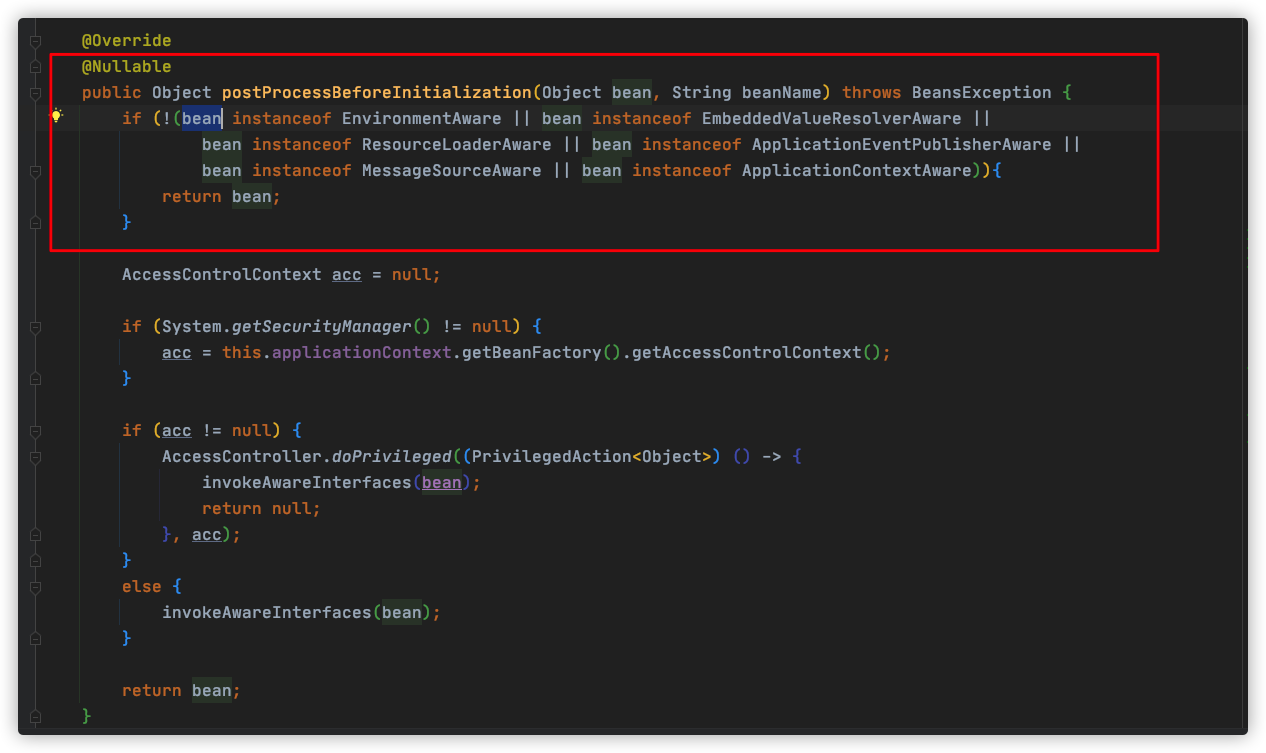 @Override
@Nullable
public Object postProcessBeforeInitialization(Object bean, String beanName) throws BeansException {
    if (!(bean instanceof EnvironmentAware || bean instanceof EmbeddedValueResolverAware ||
            bean instanceof ResourceLoaderAware || bean instanceof ApplicationEventPublisherAware ||
            bean instanceof MessageSourceAware || bean instanceof ApplicationContextAware)){
        return bean;
    }
    AccessControlContext acc = null;
    if (System.getSecurityManager() != null) {
        acc = this.applicationContext.getBeanFactory().getAccessControlContext();
    }
    if (acc != null) {
        AccessController.doPrivileged((PrivilegedAction<Object>) () -> {
            invokeAwareInterfaces(bean);
            return null;
        }, acc);
    }
    else {
        invokeAwareInterfaces(bean);
    }
    return bean;
}